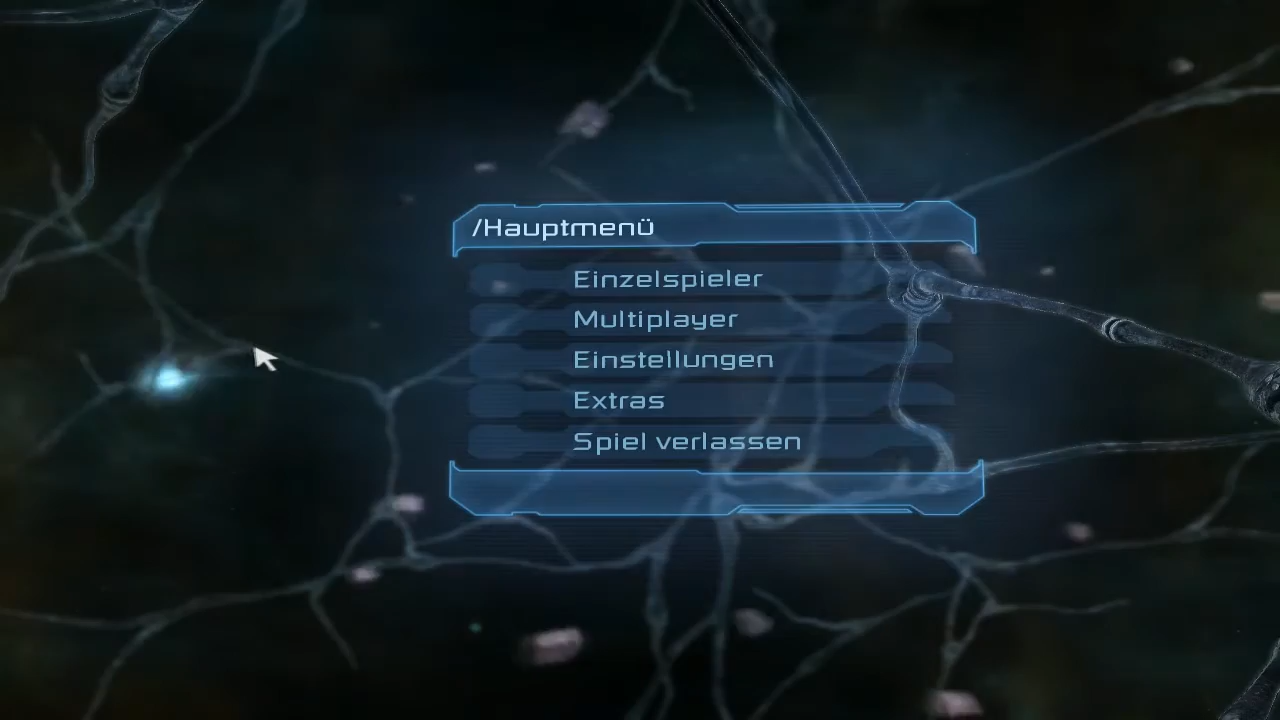 /Hauptmenü
Einzelspieler
Multiplayer
Einstellungen
Extras
Spiel verlassen